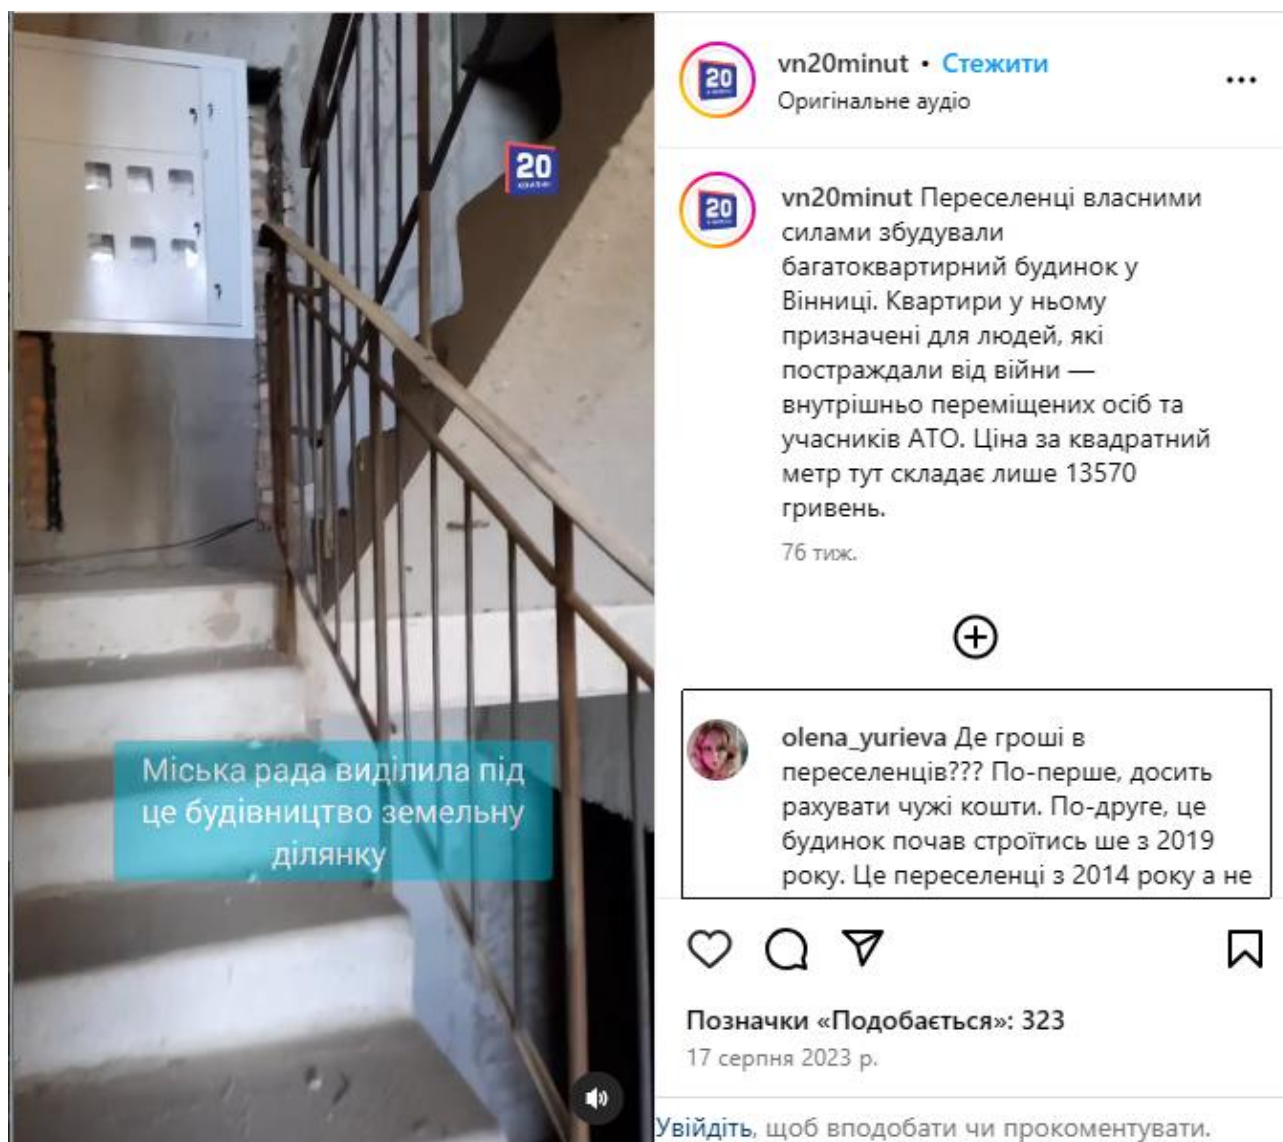 20
хвилин
Міська рада виділила під
це будівництво земельну
ділянку
20
vn20minut • Стежити
Оригінальне аудіо
20
vn20minut Переселенці власними
силами збудували
багатоквартирний будинок у
Вінниці. Квартири у ньому
призначені для людей, які
постраждали від війни —
внутрішньо переміщених осіб та
учасників АТО. Ціна за квадратний
метр тут складає лише 13570
гривень.
76 тиж.
olena_yurieva Де гроші в
переселенців??? По-перше, досить
рахувати чужі кошти. По-друге, це
будинок почав строїтись ше з 2019
року. Це переселенці з 2014 року а не
Позначки «Подобається»: 323
17 серпня 2023 р.
Увійдіть, щоб вподобати чи прокоментувати.